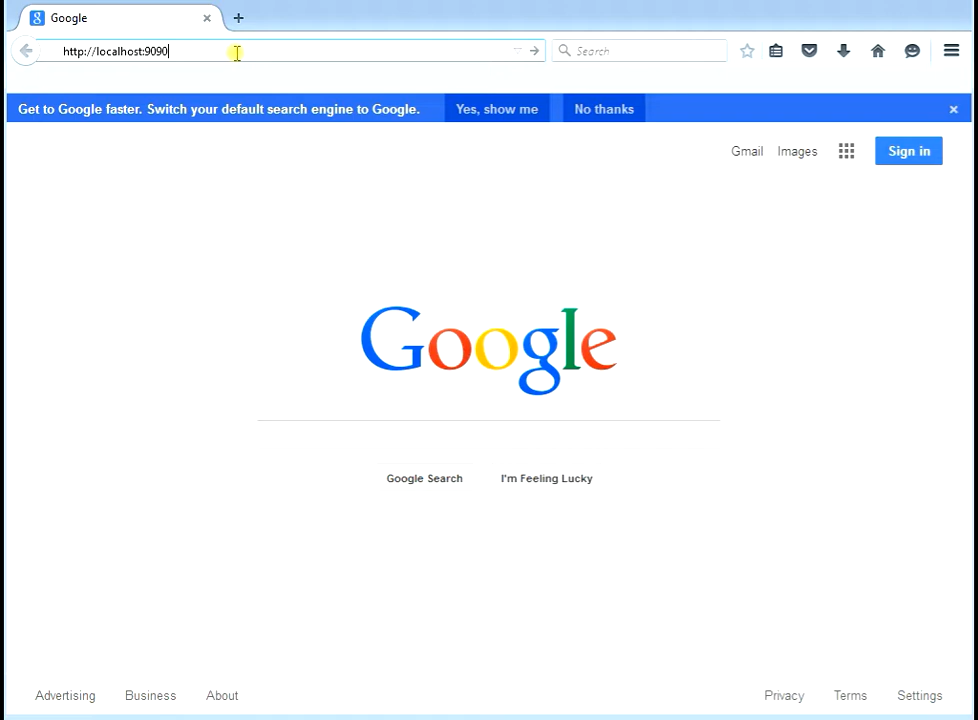 Google
http://localhost:9090
Search
Get to Google faster. Switch your default search engine to Google.
Yes, show me
No thanks
Gmail
Images
Sign in
Google
Google Search
I'm Feeling Lucky
Advertising
Business
About
Privacy
Terms
Settings